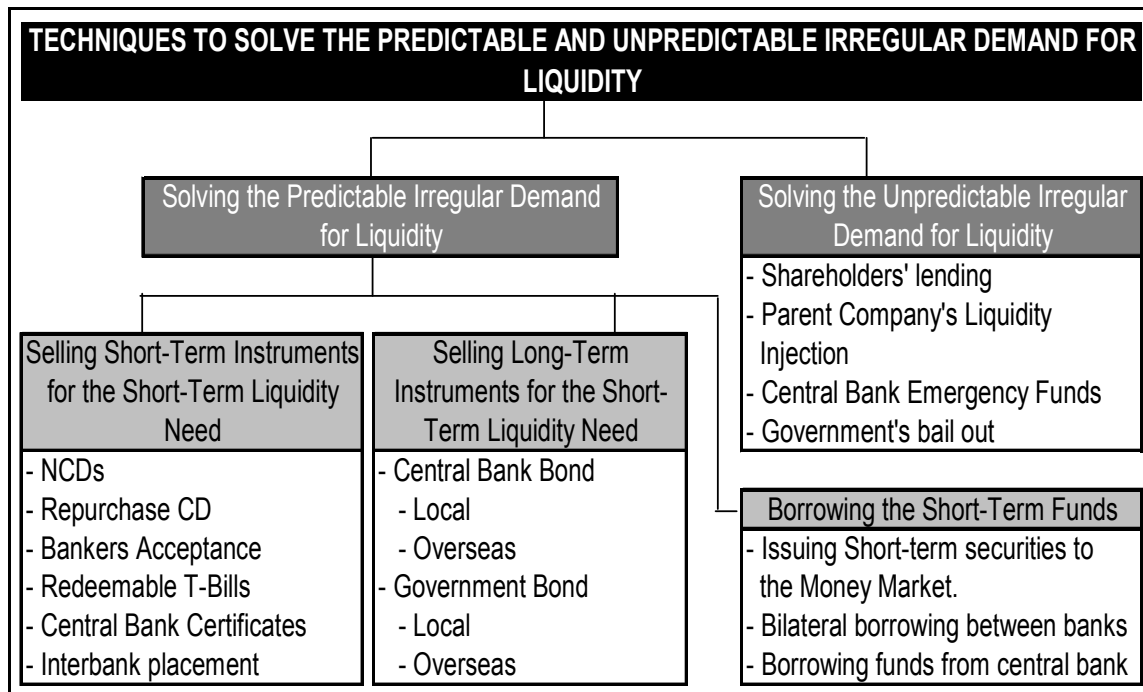 TECHNIQUES TO SOLVE THE PREDICTABLE AND UNPREDICTABLE IRREGULAR DEMAND FOR
LIQUIDITY
Solving the Predictable Irregular Demand
for Liquidity
Solving the Unpredictable Irregular
Demand for Liquidity
- Shareholders' lending
- Parent Company's Liquidity
Injection
- Central Bank Emergency Funds
- Government's bail out
Selling Short-Term Instruments
for the Short-Term Liquidity
Need
- NCDs
- Repurchase CD
- Bankers Acceptance
- Redeemable T-Bills
- Central Bank Certificates
- Interbank placement
Selling Long-Term
Instruments for the Short-
Term Liquidity Need
- Central Bank Bond
- Local
- Overseas
- Government Bond
- Local
- Overseas
Borrowing the Short-Term Funds
- Issuing Short-term securities to
the Money Market.
- Bilateral borrowing between banks
- Borrowing funds from central bank